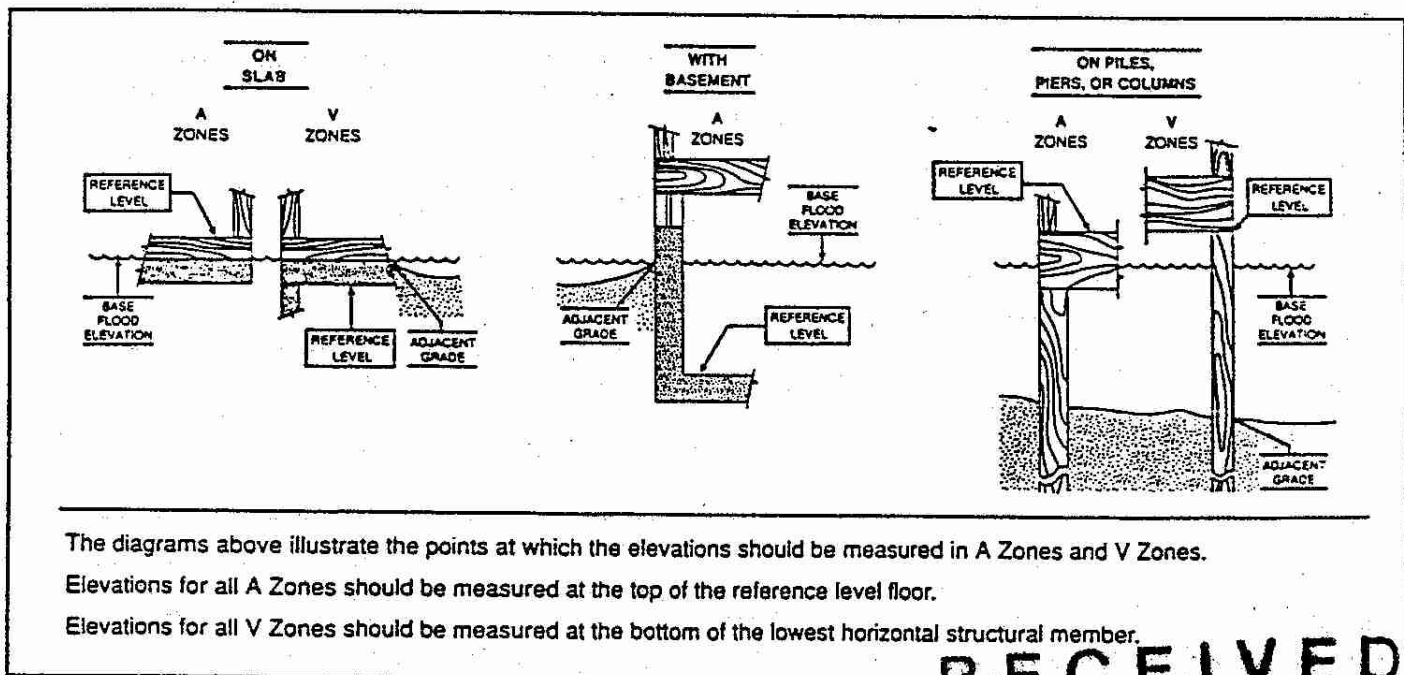 ON
SLAB
A
ZONES
V
ZONES
REFERENCE
LEVEL
BASE
FLOOD
ELEVATION
REFERENCE
LEVEL
ADJACENT
GRADE
WITH
BASEMENT
A
ZONES
BASE
FLOOD
ELEVATION
ADJACENT
GRADE
REFERENCE
LEVEL
ON PILES,
PIERS, OR COLUMNS
A
ZONES
V
ZONES
REFERENCE
LEVEL
REFERENCE
LEVEL
BASE
FLOOD
ELEVATION
ADJACENT
GRADE
The diagrams above illustrate the points at which the elevations should be measured in A Zones and V Zones.
Elevations for all A Zones should be measured at the top of the reference level floor.
Elevations for all V Zones should be measured at the bottom of the lowest horizontal structural member.
RECEIVED